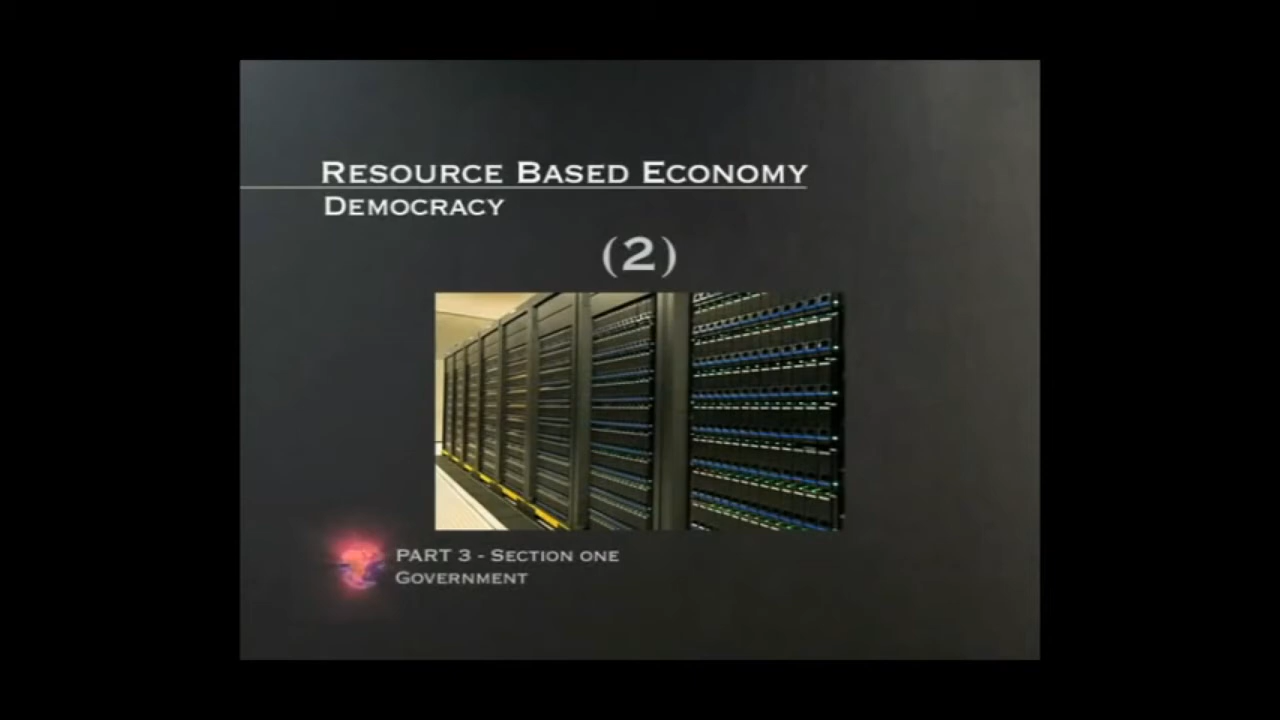 Resource Based Economy
Democracy
(2)
PART 3 - Section one
Government